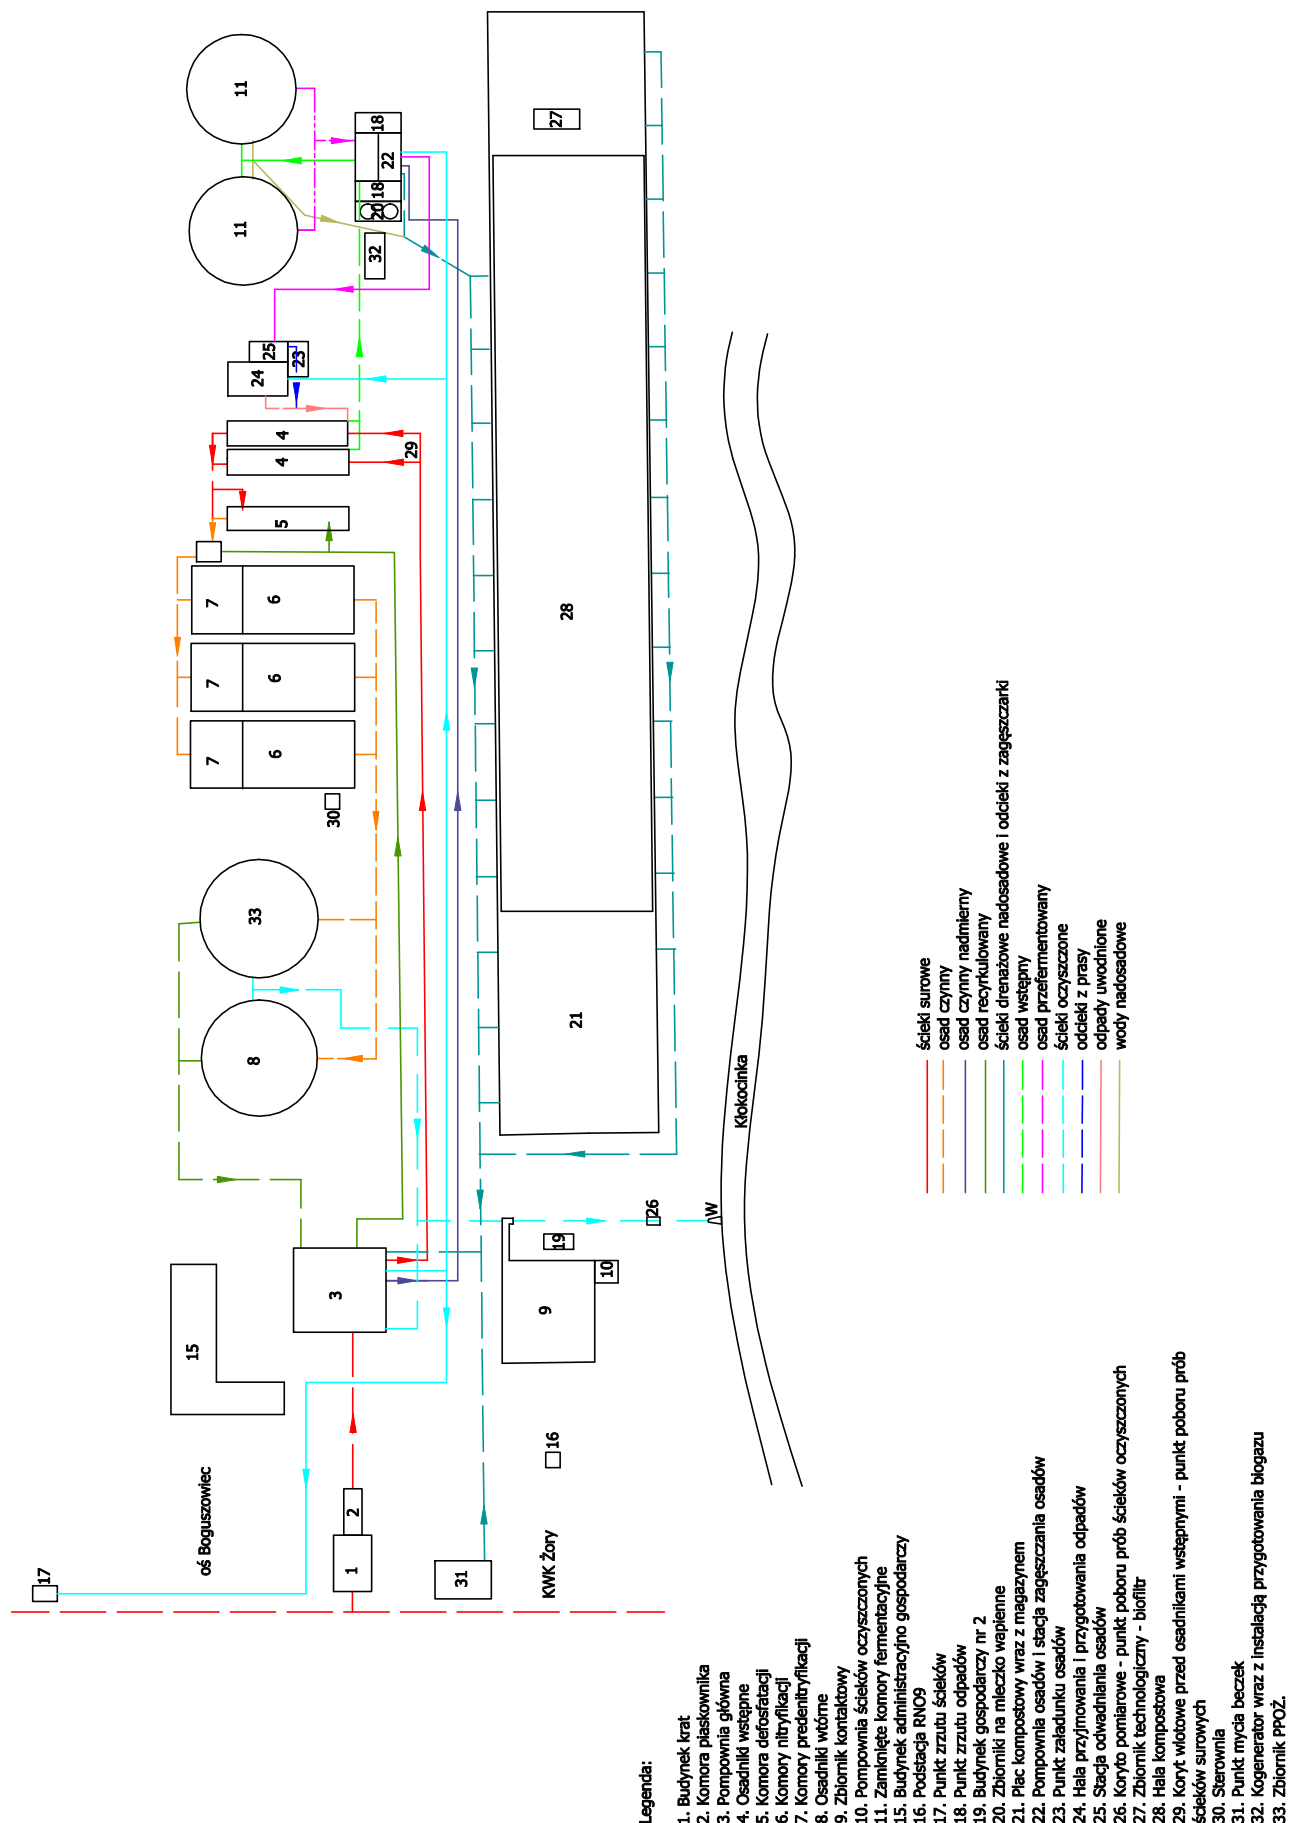 11
11
18
22
18
20
32
27
25
23
24
4
4
29
5
7
6
7
6
7
6
30
28
33
8
21
Kłokocinka
W
26
19
10
9
3
15
16
oś Boguszowiec
KWK Żory
17
2
1
31
ścieki surowe
osad czynny
osad czynny nadmierny
osad recyrkulowany
ścieki drenażowe nadosadowe i odcieki z zagęszczarki
osad wstępny
osad przefermentowany
ścieki oczyszczone
odcieki z prasy
odpady uwodnione
wody nadosadowe
Legenda:
1. Budynek krat
2. Komora piaskownika
3. Pompownia główna
4. Osadniki wstępne
5. Komora defosfatacji
6. Komory nitryfikacji
7. Komory predenitryfikacji
8. Osadniki wtórne
9. Zbiornik kontaktowy
10. Pompownia ścieków oczyszczonych
11. Zamknięte komory fermentacyjne
15. Budynek administracyjno gospodarczy
16. Podstacja RNO9
17. Punkt zrzutu ścieków
18. Punkt zrzutu odpadów
19. Budynek gospodarczy nr 2
20. Zbiorniki na mleczko wapienne
21. Plac kompostowy wraz z magazynem
22. Pompownia osadów i stacja zagęszczania osadów
23. Punkt załadunku osadów
24. Hala przyjmowania i przygotowania odpadów
25. Stacja odwadniania osadów
26. Koryto pomiarowe - punkt poboru prób ścieków oczyszczonych
27. Zbiornik technologiczny - biofiltr
28. Hala kompostowa
29. Koryt wlotowe przed osadnikami wstępnymi - punkt poboru prób
ścieków surowych
30. Sterownia
31. Punkt mycia beczek
32. Kogenerator wraz z instalacją przygotowania biogazu
33. Zbiornik PPOŻ.